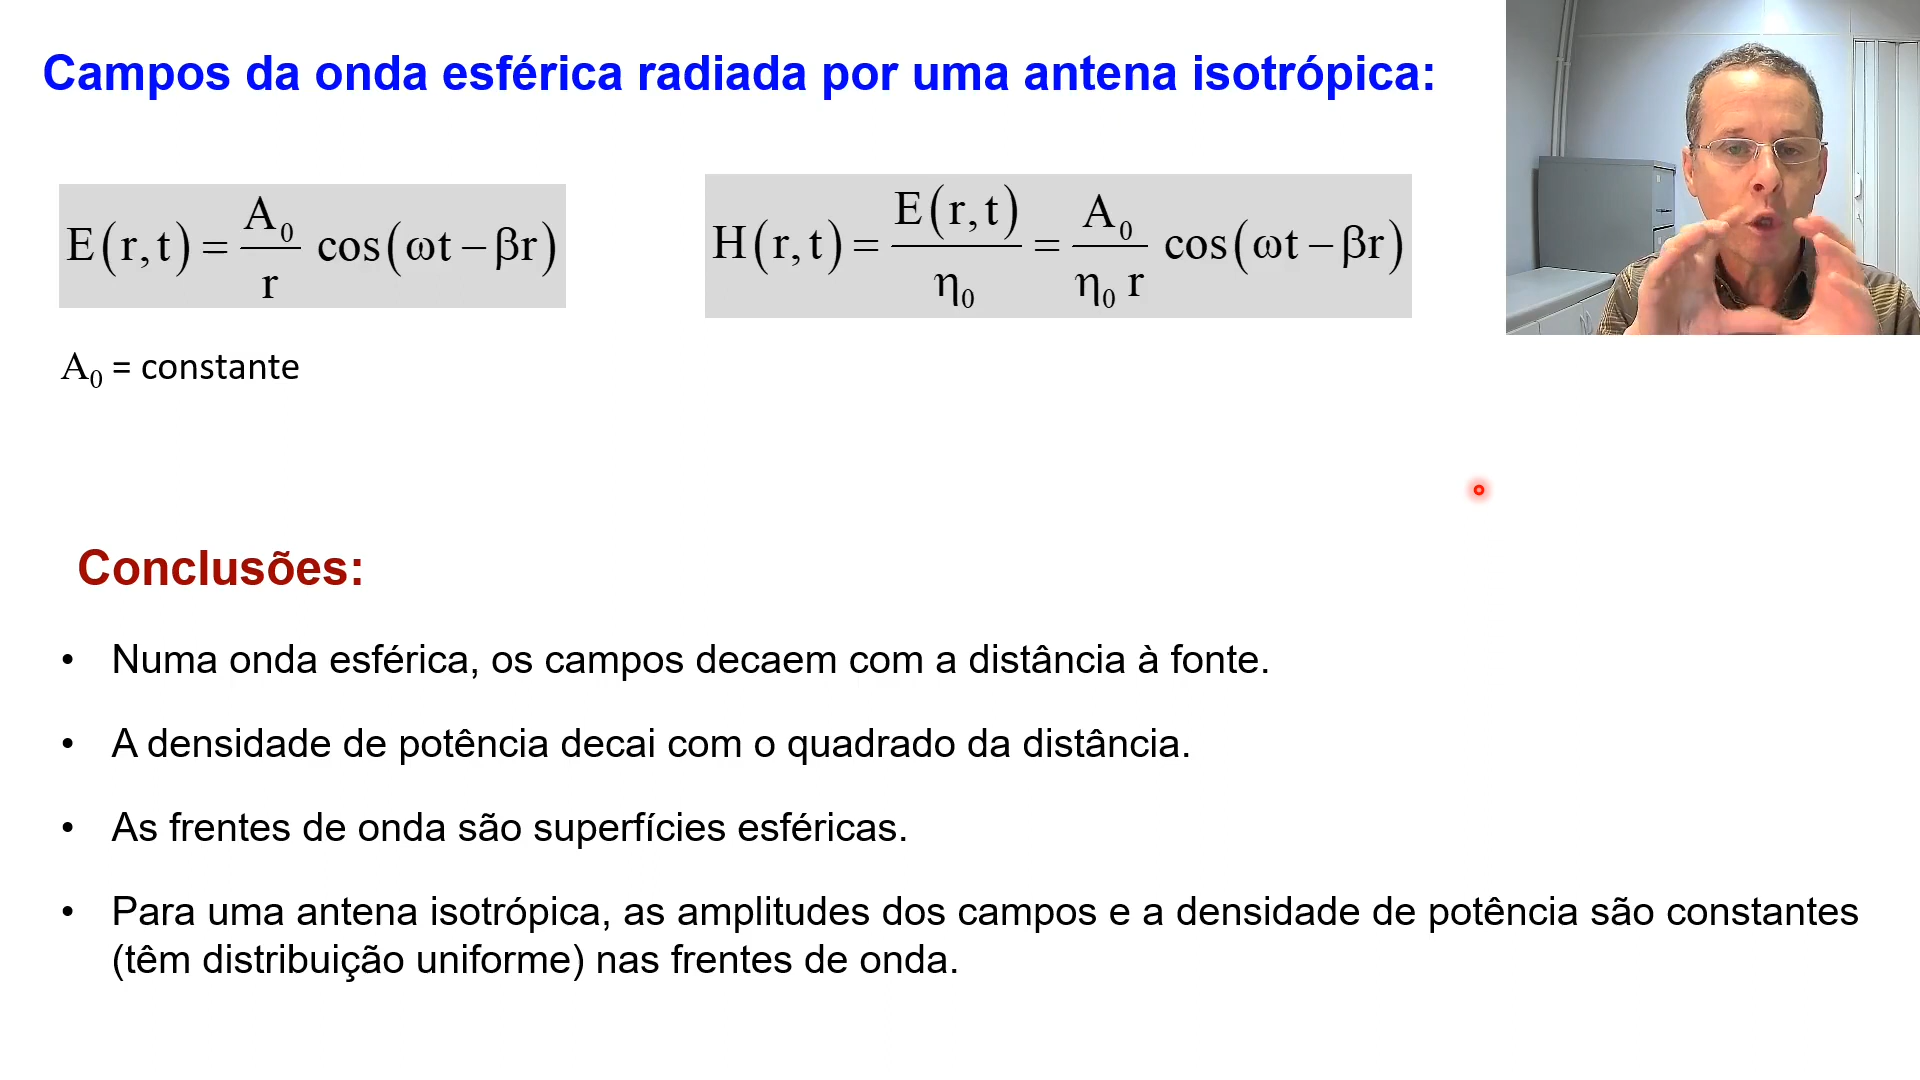 Campos da onda esférica radiada por uma antena isotrópica:
E(r,t) = A₀/r cos(ωt − βr)
H(r,t) = E(r,t)/η₀ = A₀/(η₀ r) cos(ωt − βr)
A₀ = constante
Conclusões:
• Numa onda esférica, os campos decaem com a distância à fonte.
• A densidade de potência decai com o quadrado da distância.
• As frentes de onda são superfícies esféricas.
• Para uma antena isotrópica, as amplitudes dos campos e a densidade de potência são constantes
(têm distribuição uniforme) nas frentes de onda.